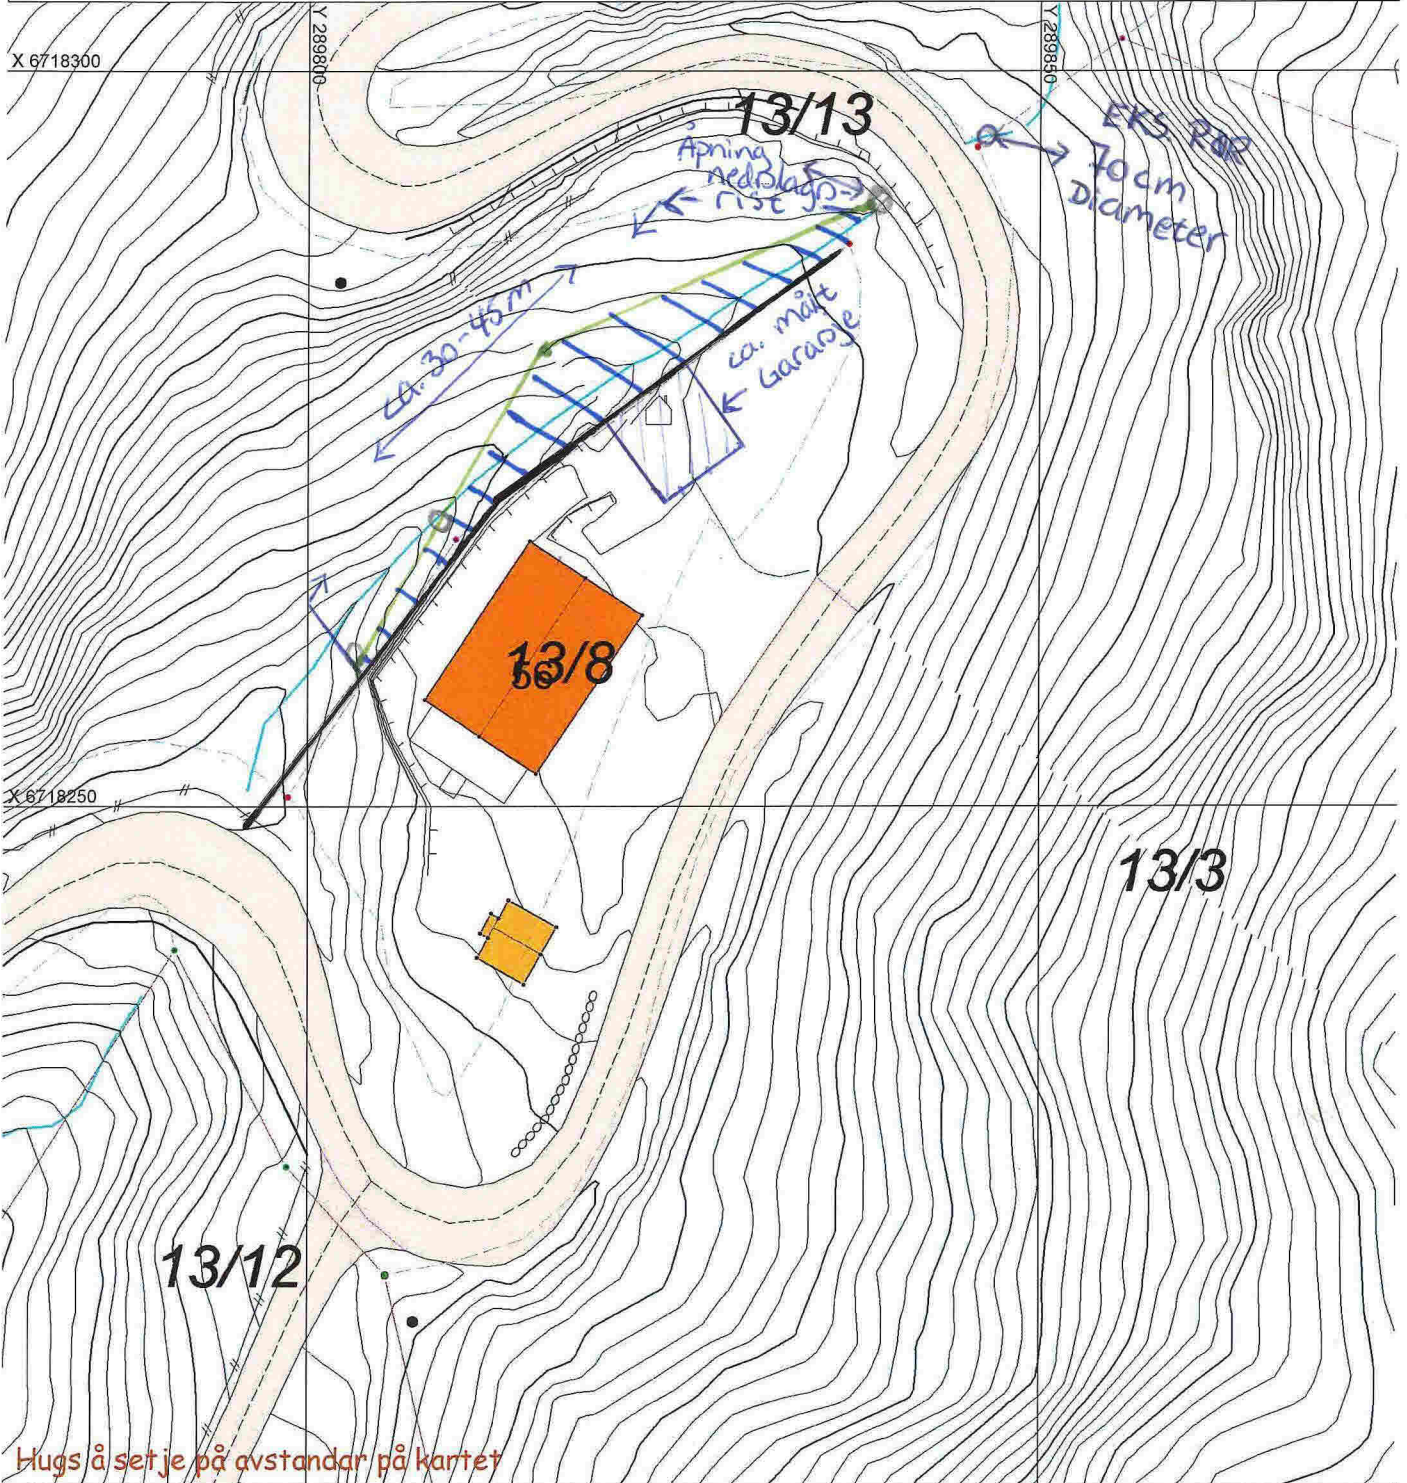 Y 289800
Y 289850
X 6718300
13/13
EKS. RØR
70cm
Diameter
Åpning
nedslags
rist
ca. 30-45m
ca. målt
Garasje
13/8
56
X 6718250
13/3
13/12
Hugs å setje på avstandar på kartet